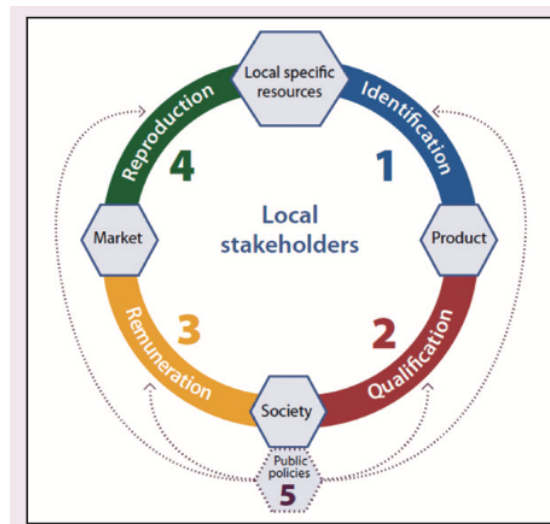 Local specific
resources
Identification
1
Product
2
Qualification
Society
Remuneration
3
Market
4
Reproduction
Local
stakeholders
Public
policies
5